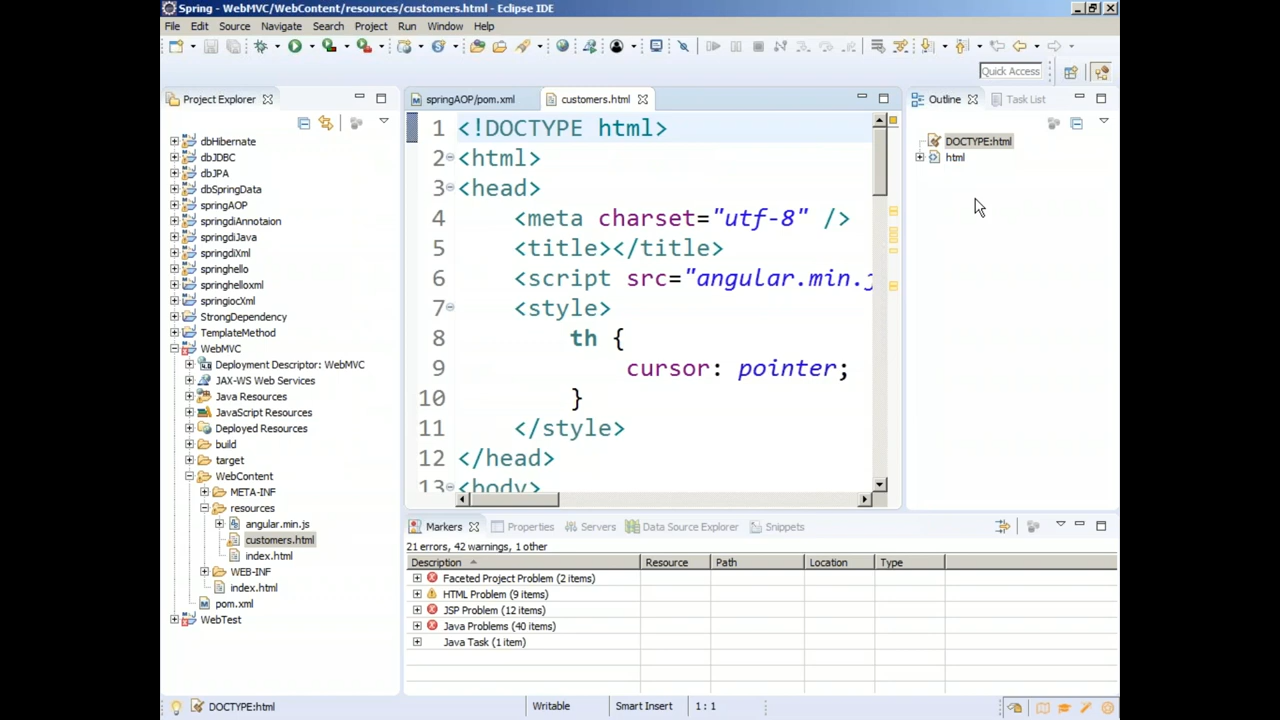 Spring - WebMVC/WebContent/resources/customers.html - Eclipse IDE
File Edit Source Navigate Search Project Run Window Help
Quick Access
Project Explorer
springAOP/pom.xml customers.html
Outline Task List
dbHibernate
dbJDBC
dbJPA
dbSpringData
springAOP
springdiAnnotaion
springdiJava
springdiXml
springhello
springhelloxml
springiocXml
StrongDependency
TemplateMethod
WebMVC
Deployment Descriptor: WebMVC
JAX-WS Web Services
Java Resources
JavaScript Resources
Deployed Resources
build
target
WebContent
META-INF
resources
angular.min.js
customers.html
index.html
WEB-INF
index.html
pom.xml
WebTest
1 <!DOCTYPE html>
2 <html>
3 <head>
4 <meta charset="utf-8" />
5 <title></title>
6 <script src="angular.min.j
7 <style>
8 th {
9 cursor: pointer;
10 }
11 </style>
12 </head>
13 <body>
DOCTYPE:html
html
Markers Properties Servers Data Source Explorer Snippets
21 errors, 42 warnings, 1 other
Description Resource Path Location Type
Faceted Project Problem (2 items)
HTML Problem (9 items)
JSP Problem (12 items)
Java Problems (40 items)
Java Task (1 item)
DOCTYPE:html Writable Smart Insert 1 : 1